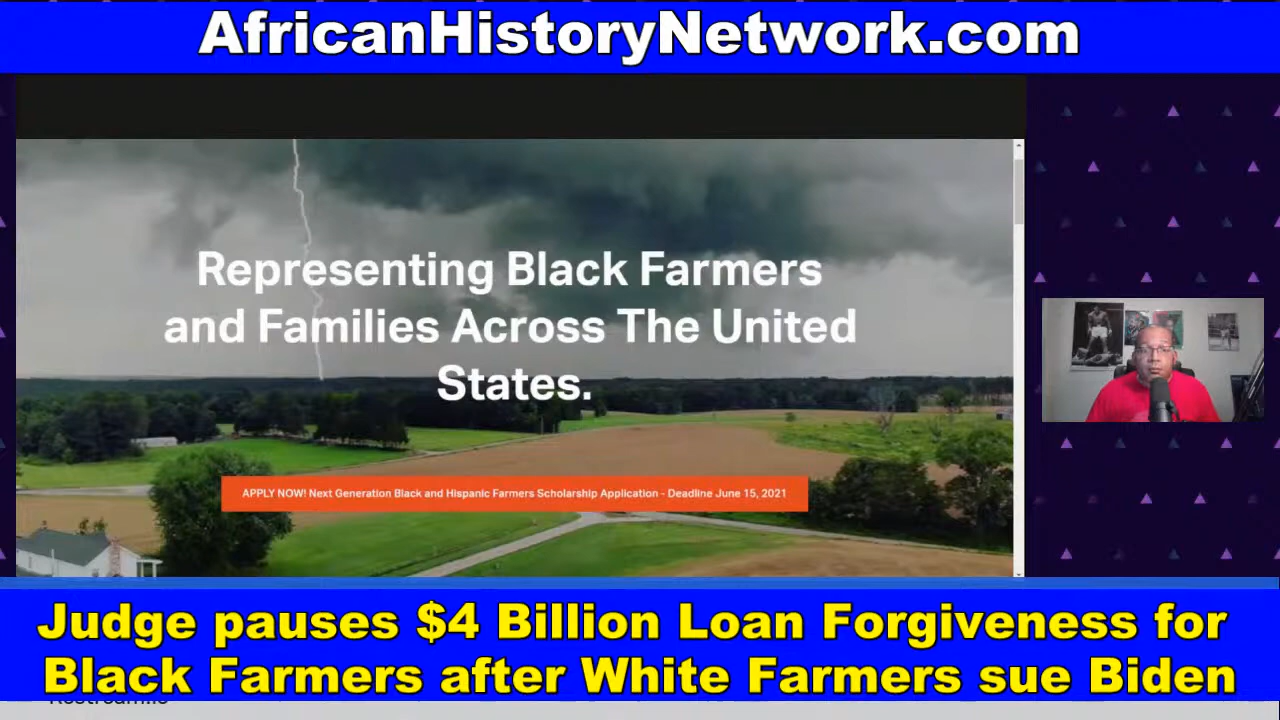 AfricanHistoryNetwork.com
Representing Black Farmers
and Families Across The United
States.
APPLY NOW! Next Generation Black and Hispanic Farmers Scholarship Application - Deadline June 15, 2021
Judge pauses $4 Billion Loan Forgiveness for
Black Farmers after White Farmers sue Biden
Restream.io